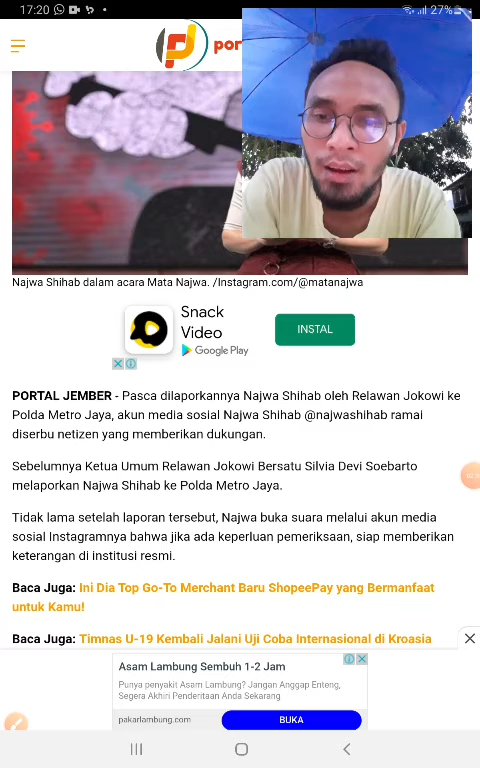 17:20
27%
por
Najwa Shihab dalam acara Mata Najwa. /Instagram.com/@matanajwa
Snack
Video
Google Play
INSTAL
PORTAL JEMBER - Pasca dilaporkannya Najwa Shihab oleh Relawan Jokowi ke
Polda Metro Jaya, akun media sosial Najwa Shihab @najwashihab ramai
diserbu netizen yang memberikan dukungan.
Sebelumnya Ketua Umum Relawan Jokowi Bersatu Silvia Devi Soebarto
melaporkan Najwa Shihab ke Polda Metro Jaya.
Tidak lama setelah laporan tersebut, Najwa buka suara melalui akun media
sosial Instagramnya bahwa jika ada keperluan pemeriksaan, siap memberikan
keterangan di institusi resmi.
Baca Juga: Ini Dia Top Go-To Merchant Baru ShopeePay yang Bermanfaat
untuk Kamu!
Baca Juga: Timnas U-19 Kembali Jalani Uji Coba Internasional di Kroasia
Asam Lambung Sembuh 1-2 Jam
Punya penyakit Asam Lambung? Jangan Anggap Enteng,
Segera Akhiri Penderitaan Anda Sekarang
pakarlambung.com
BUKA